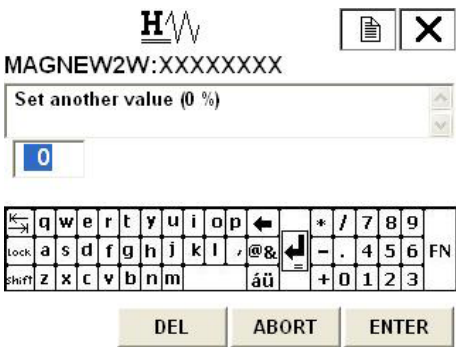 H
MAGNEW2W:XXXXXXXX
Set another value (0 %)
0
q w e r t y u i o p * / 7 8 9
Lock a s d f g h j k l , @& - . 4 5 6 FN
Shift z x c v b n m áü = + 0 1 2 3
DEL ABORT ENTER